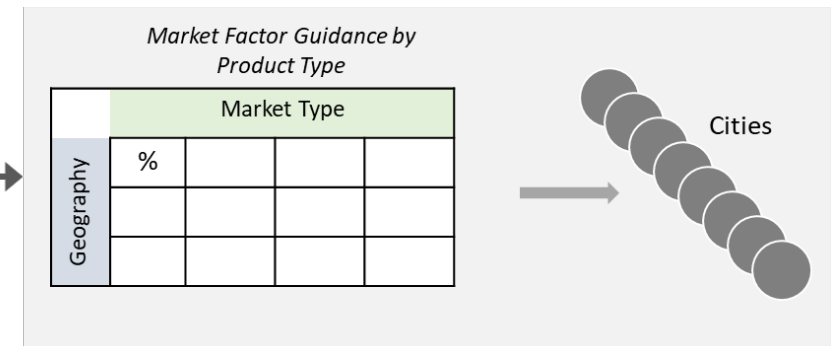 Market Factor Guidance by
Product Type
Market Type
Cities
Geography
%